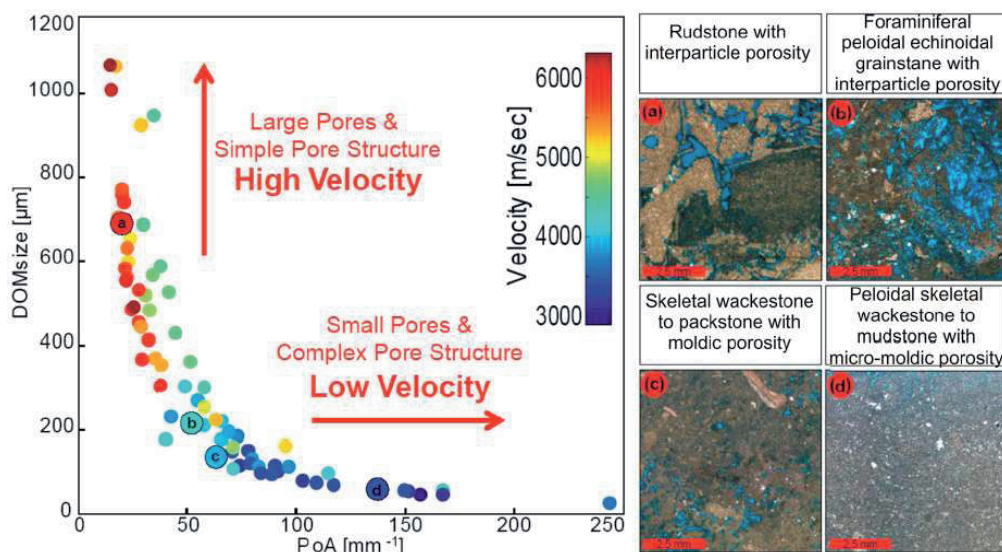 1200
1000
800
600
400
200
0
DOMsize [µm]
0
50
100
150
200
250
PoA [mm⁻¹]
Large Pores &
Simple Pore Structure
High Velocity
Small Pores &
Complex Pore Structure
Low Velocity
Velocity [m/sec]
6000
5000
4000
3000
a
b
c
d
Rudstone with
interparticle porosity
Foraminiferal
peloidal echinoidal
grainstane with
interparticle porosity
(a)
2.5 mm
(b)
2.5 mm
Skeletal wackestone
to packstone with
moldic porosity
Peloidal skeletal
wackestone to
mudstone with
micro-moldic porosity
(c)
2.5 mm
(d)
2.5 mm